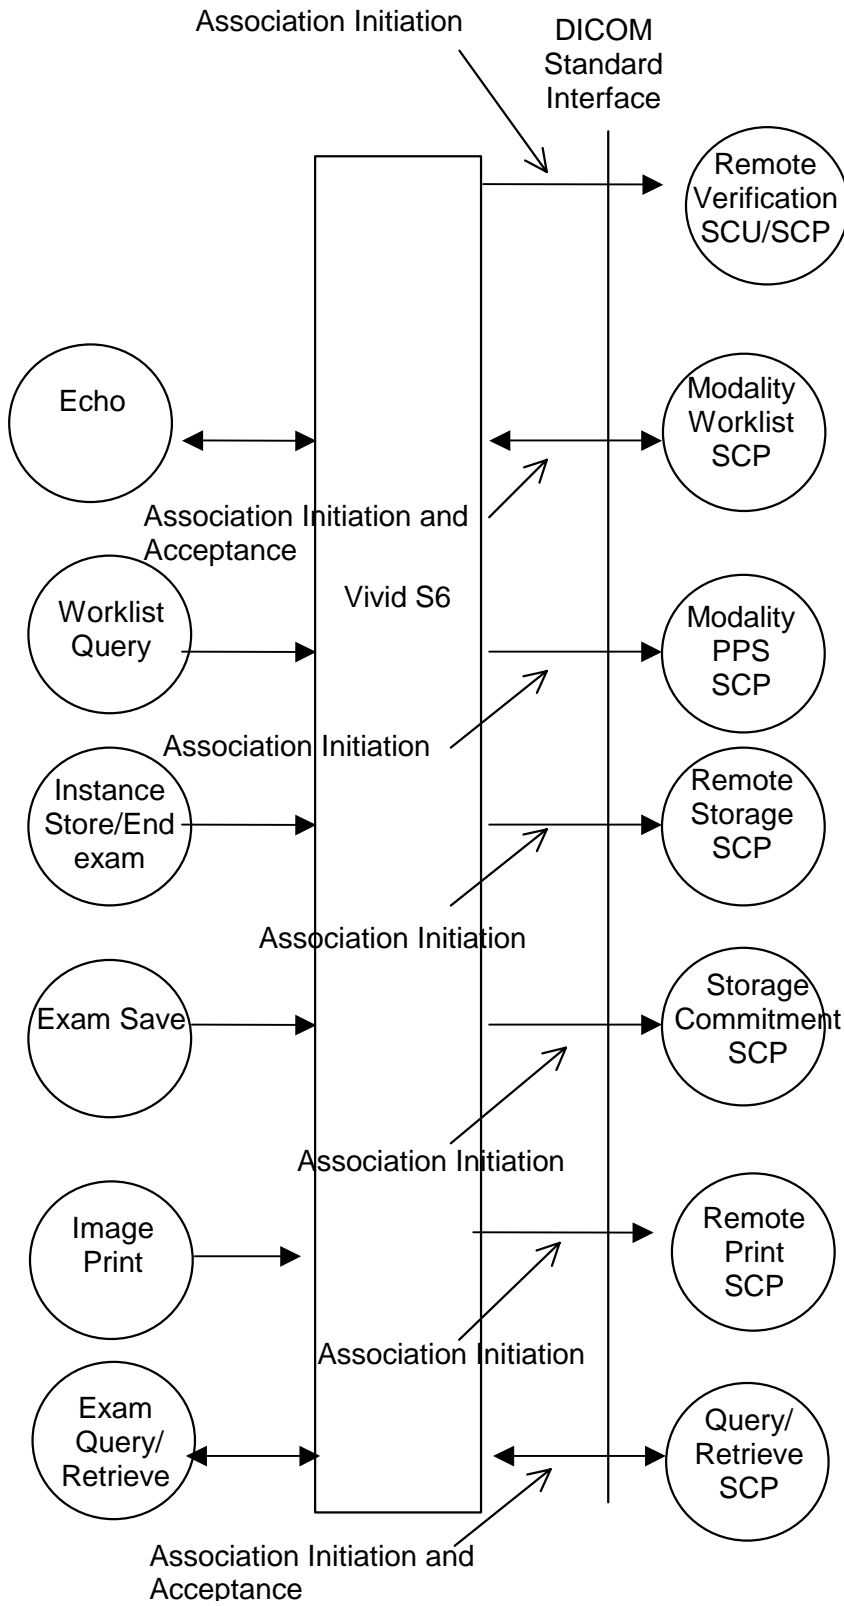 Association Initiation
DICOM
Standard
Interface
Remote
Verification
SCU/SCP
Echo
Modality
Worklist
SCP
Association Initiation and
Acceptance
Worklist
Query
Vivid S6
Modality
PPS
SCP
Association Initiation
Instance
Store/End
exam
Remote
Storage
SCP
Association Initiation
Exam Save
Storage
Commitment
SCP
Association Initiation
Image
Print
Remote
Print
SCP
Association Initiation
Exam
Query/
Retrieve
Query/
Retrieve
SCP
Association Initiation and
Acceptance